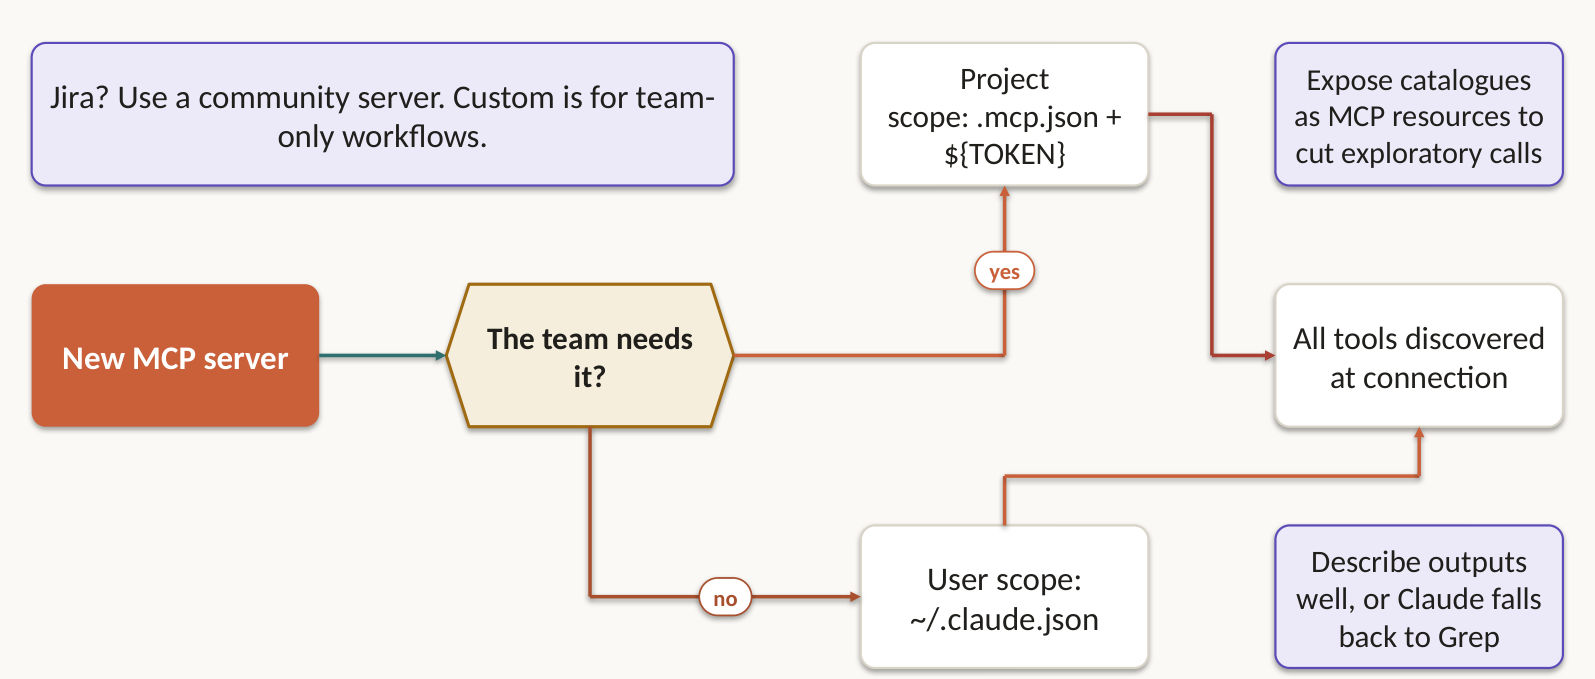 Jira? Use a community server. Custom is for team-
only workflows.
Project
scope: .mcp.json +
${TOKEN}
Expose catalogues
as MCP resources to
cut exploratory calls
yes
New MCP server
The team needs
it?
All tools discovered
at connection
no
User scope:
~/.claude.json
Describe outputs
well, or Claude falls
back to Grep